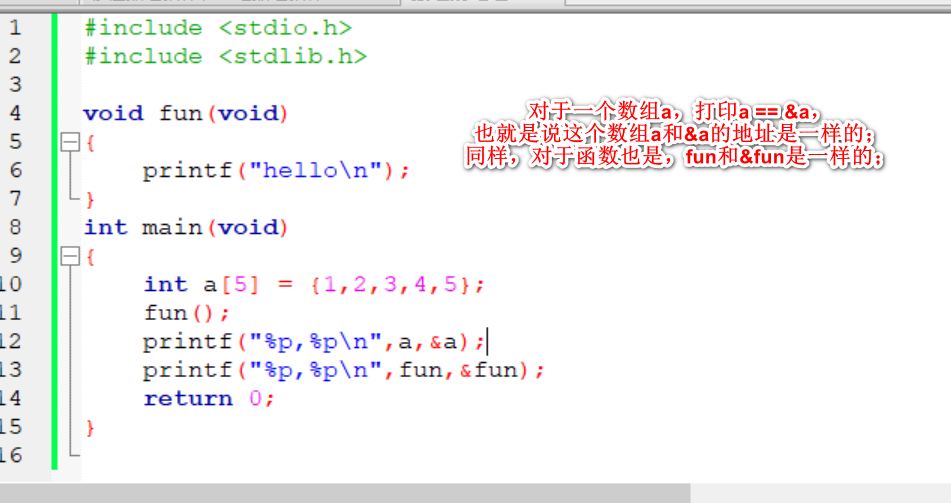 1 #include <stdio.h>
2 #include <stdlib.h>
3
4 void fun(void)
5 {
6 printf("hello\n");
7 }
8 int main(void)
9 {
10 int a[5] = {1,2,3,4,5};
11 fun();
12 printf("%p,%p\n",a,&a);
13 printf("%p,%p\n",fun,&fun);
14 return 0;
15 }
16
对于一个数组a，打印a == &a，
也就是说这个数组a和&a的地址是一样的；
同样，对于函数也是，fun和&fun是一样的；